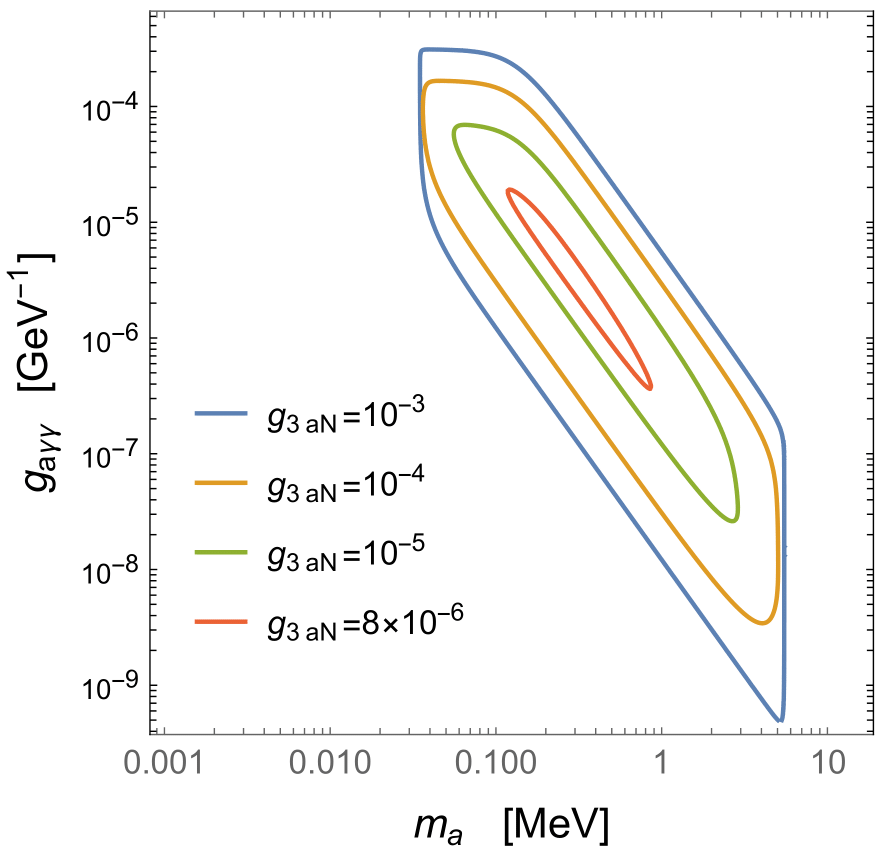 10⁻⁴
10⁻⁵
10⁻⁶
10⁻⁷
10⁻⁸
10⁻⁹
g_{aγγ} [GeV⁻¹]
g_{3 aN}=10⁻³
g_{3 aN}=10⁻⁴
g_{3 aN}=10⁻⁵
g_{3 aN}=8×10⁻⁶
0.001 0.010 0.100 1 10
m_a [MeV]